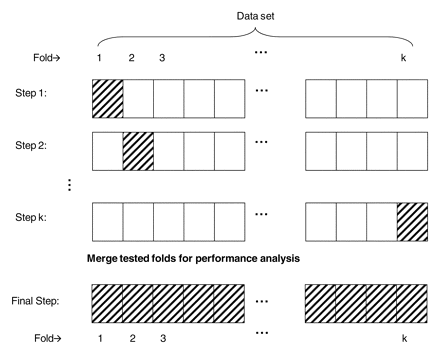 Data set
Fold→ 1 2 3 ... k
Step 1: ...
Step 2: ...
⋮
Step k: ...
Merge tested folds for performance analysis
Final Step: ...
Fold→ 1 2 3 ... k